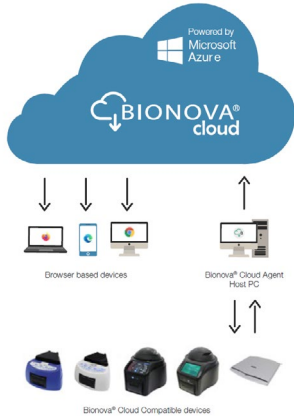 Powered by
Microsoft
Azure
BIONOVA®
cloud
Browser based devices
Bionova® Cloud Agent
Host PC
Bionova® Cloud Compatible devices